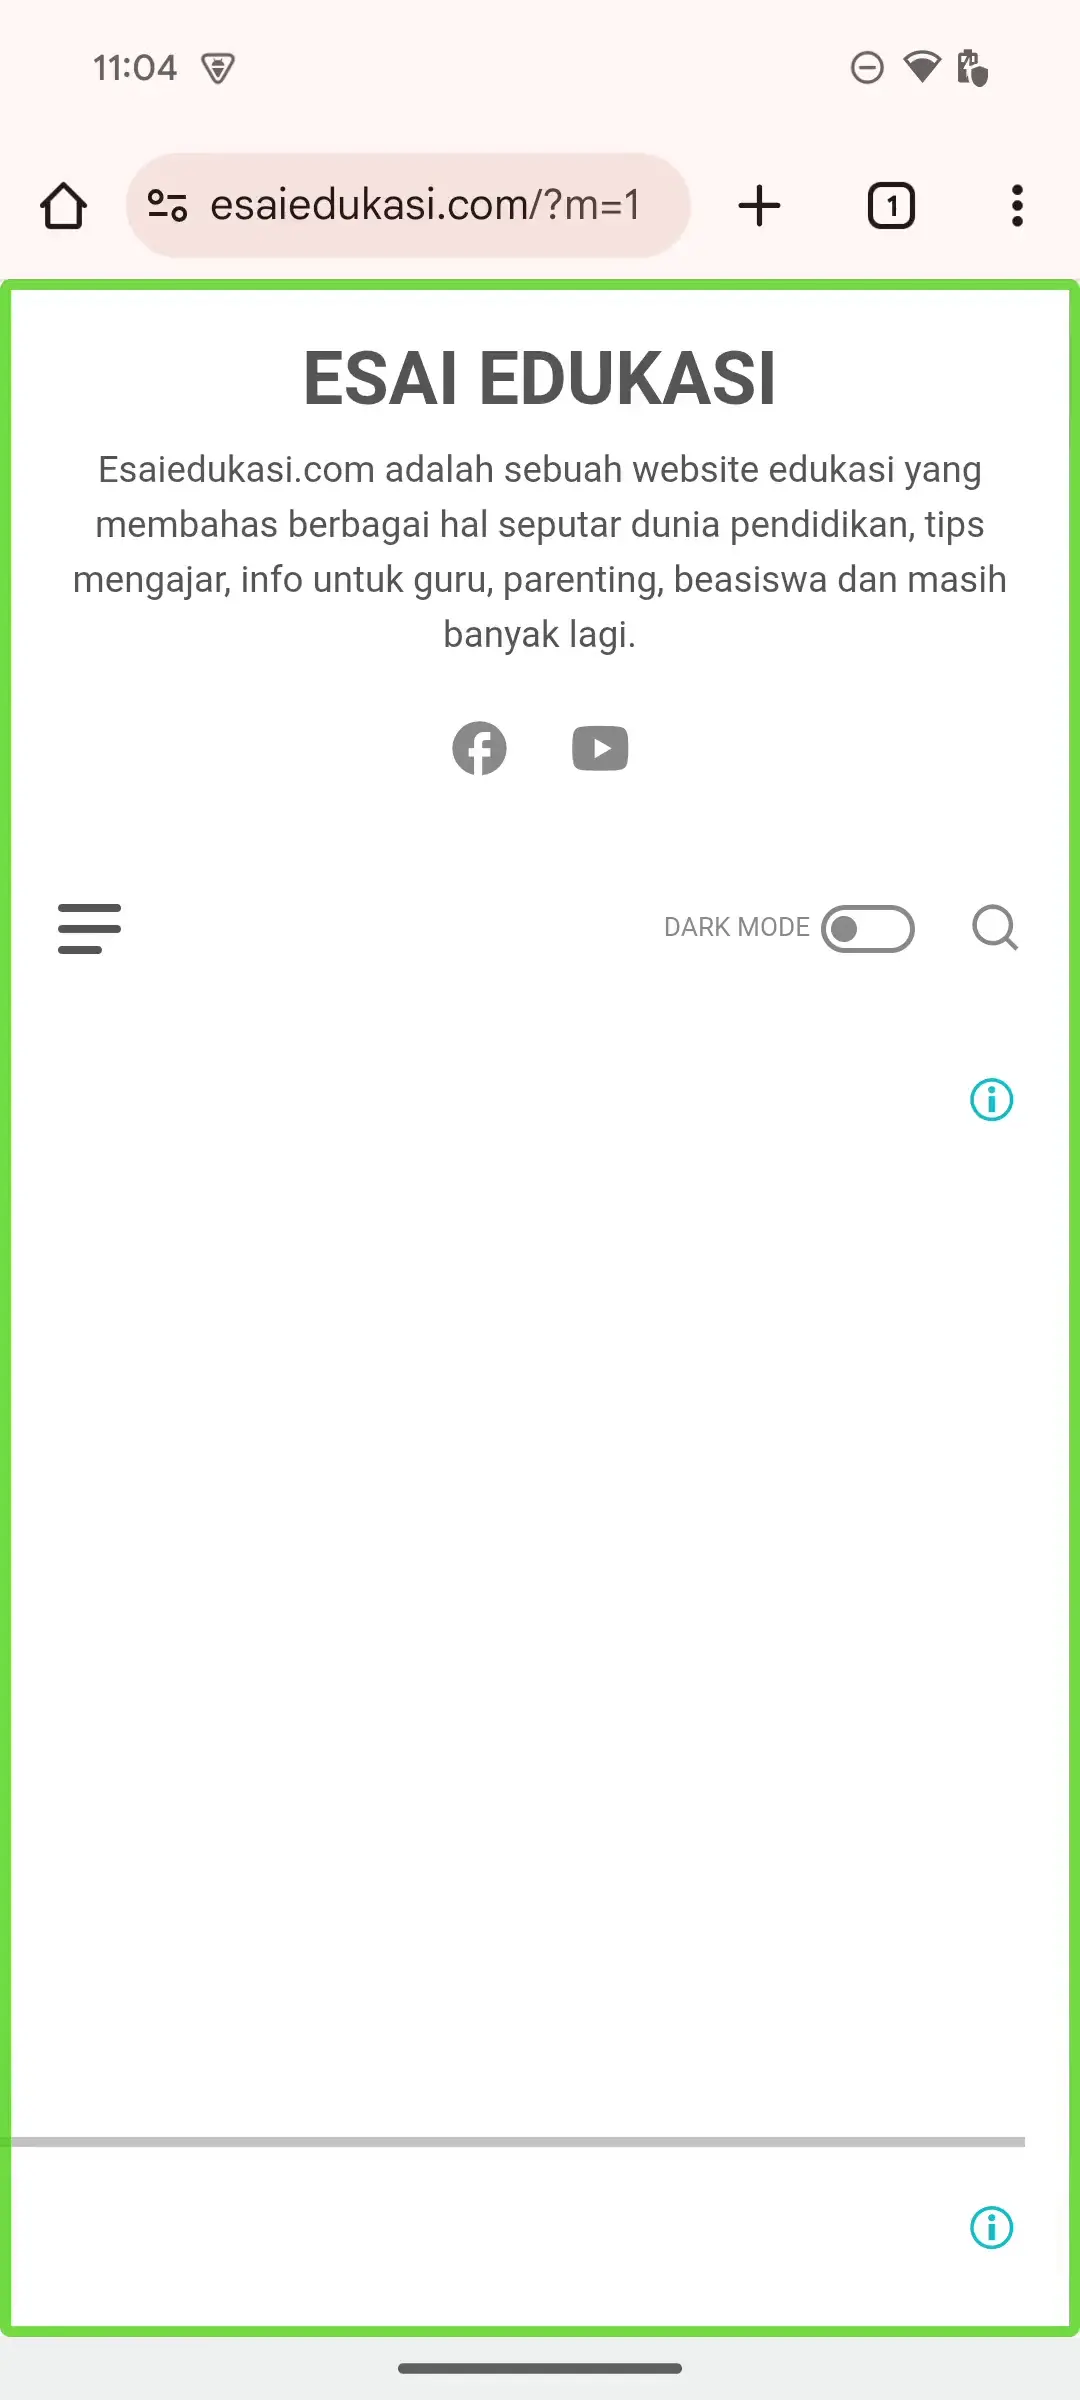 11:04
esaiedukasi.com/?m=1
1
ESAI EDUKASI
Esaiedukasi.com adalah sebuah website edukasi yang
membahas berbagai hal seputar dunia pendidikan, tips
mengajar, info untuk guru, parenting, beasiswa dan masih
banyak lagi.
DARK MODE